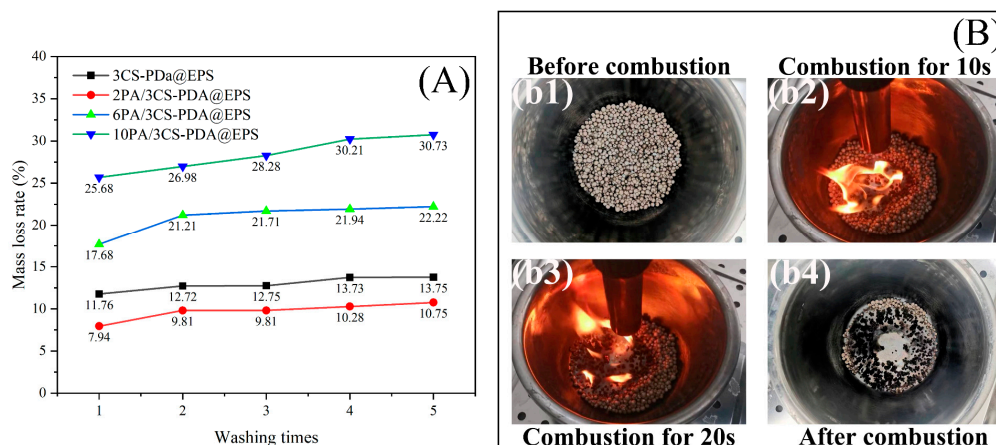 40
35
30
25
20
15
10
5
0
Mass loss rate (%)
(A)
3CS-PDa@EPS
2PA/3CS-PDA@EPS
6PA/3CS-PDA@EPS
10PA/3CS-PDA@EPS
25.68 26.98 28.28 30.21 30.73
17.68 21.21 21.71 21.94 22.22
11.76 12.72 12.75 13.73 13.75
7.94 9.81 9.81 10.28 10.75
1 2 3 4 5
Washing times
(B)
Before combustion
Combustion for 10s
(b1)
(b2)
(b3)
(b4)
Combustion for 20s
After combustion